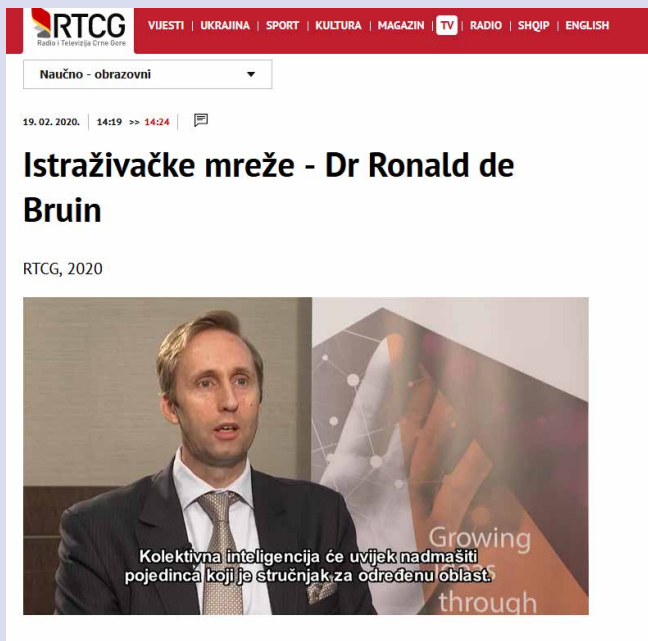 RTCG
Radio i Televizija Crne Gore
VIJESTI | UKRAJINA | SPORT | KULTURA | MAGAZIN | TV | RADIO | SHQIP | ENGLISH
Naučno - obrazovni
19. 02. 2020. | 14:19 >> 14:24 |
Istraživačke mreže - Dr Ronald de
Bruin
RTCG, 2020
Growing
through
Kolektivna inteligencija će uvijek nadmašiti
pojedinca koji je stručnjak za određenu oblast.